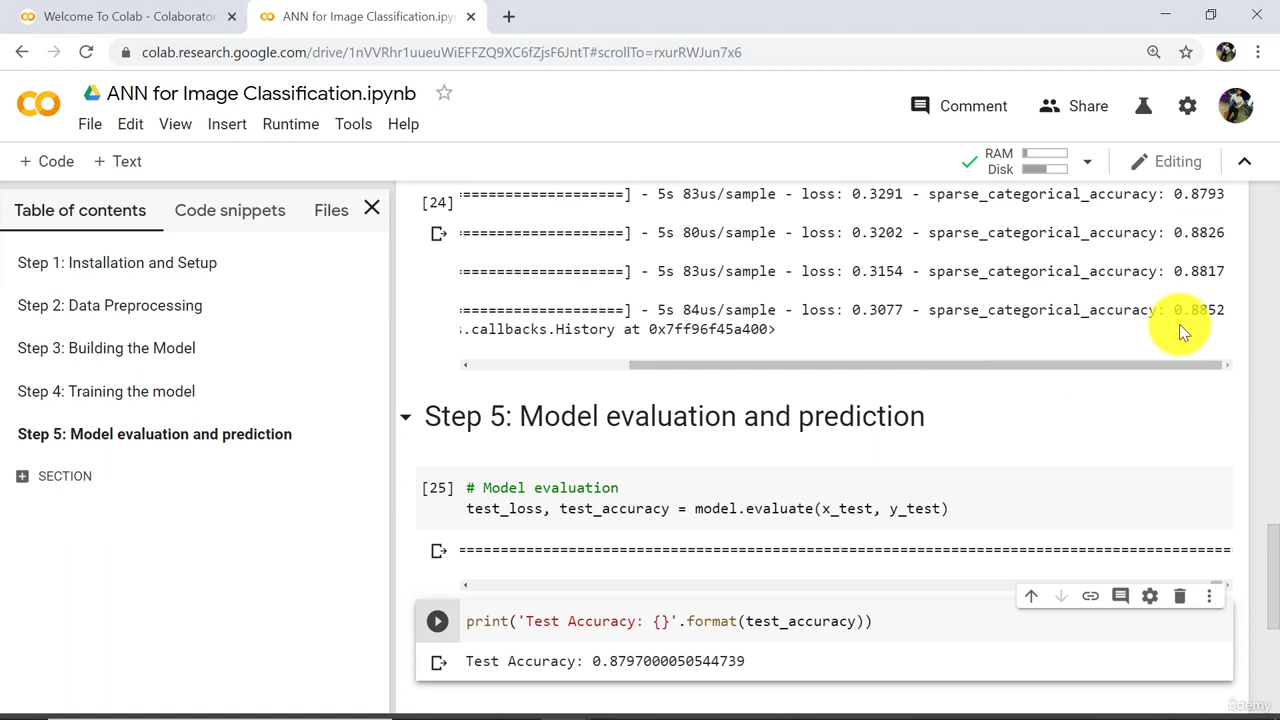 Welcome To Colab - Colaborator
ANN for Image Classification.ipyn
colab.research.google.com/drive/1nVVRhr1uueuWiEFFZQ9XC6fZjsF6JntT#scrollTo=rxurRWJun7x6
ANN for Image Classification.ipynb
Comment
Share
File Edit View Insert Runtime Tools Help
+ Code + Text
RAM
Disk
Editing
Table of contents Code snippets Files
Step 1: Installation and Setup
Step 2: Data Preprocessing
Step 3: Building the Model
Step 4: Training the model
Step 5: Model evaluation and prediction
SECTION
[24]
====================] - 5s 83us/sample - loss: 0.3291 - sparse_categorical_accuracy: 0.8793
====================] - 5s 80us/sample - loss: 0.3202 - sparse_categorical_accuracy: 0.8826
====================] - 5s 83us/sample - loss: 0.3154 - sparse_categorical_accuracy: 0.8817
====================] - 5s 84us/sample - loss: 0.3077 - sparse_categorical_accuracy: 0.8852
s.callbacks.History at 0x7ff96f45a400>
Step 5: Model evaluation and prediction
[25] # Model evaluation
test_loss, test_accuracy = model.evaluate(x_test, y_test)
============================================================================================
print('Test Accuracy: {}'.format(test_accuracy))
Test Accuracy: 0.8797000050544739
ûdemy